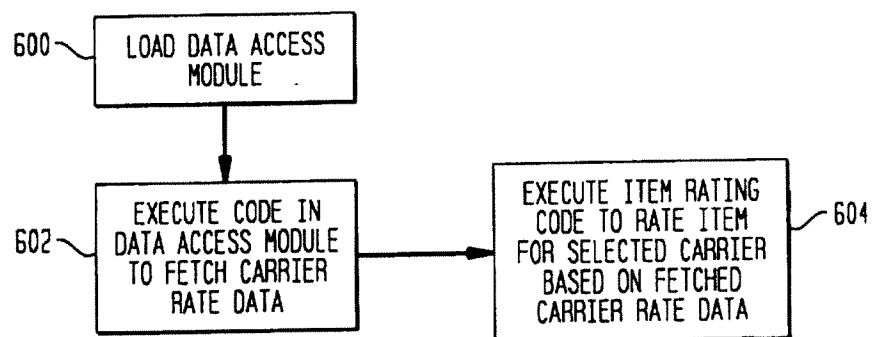 600
LOAD DATA ACCESS
MODULE
602
EXECUTE CODE IN
DATA ACCESS MODULE
TO FETCH CARRIER
RATE DATA
EXECUTE ITEM RATING
CODE TO RATE ITEM
FOR SELECTED CARRIER
BASED ON FETCHED
CARRIER RATE DATA
604